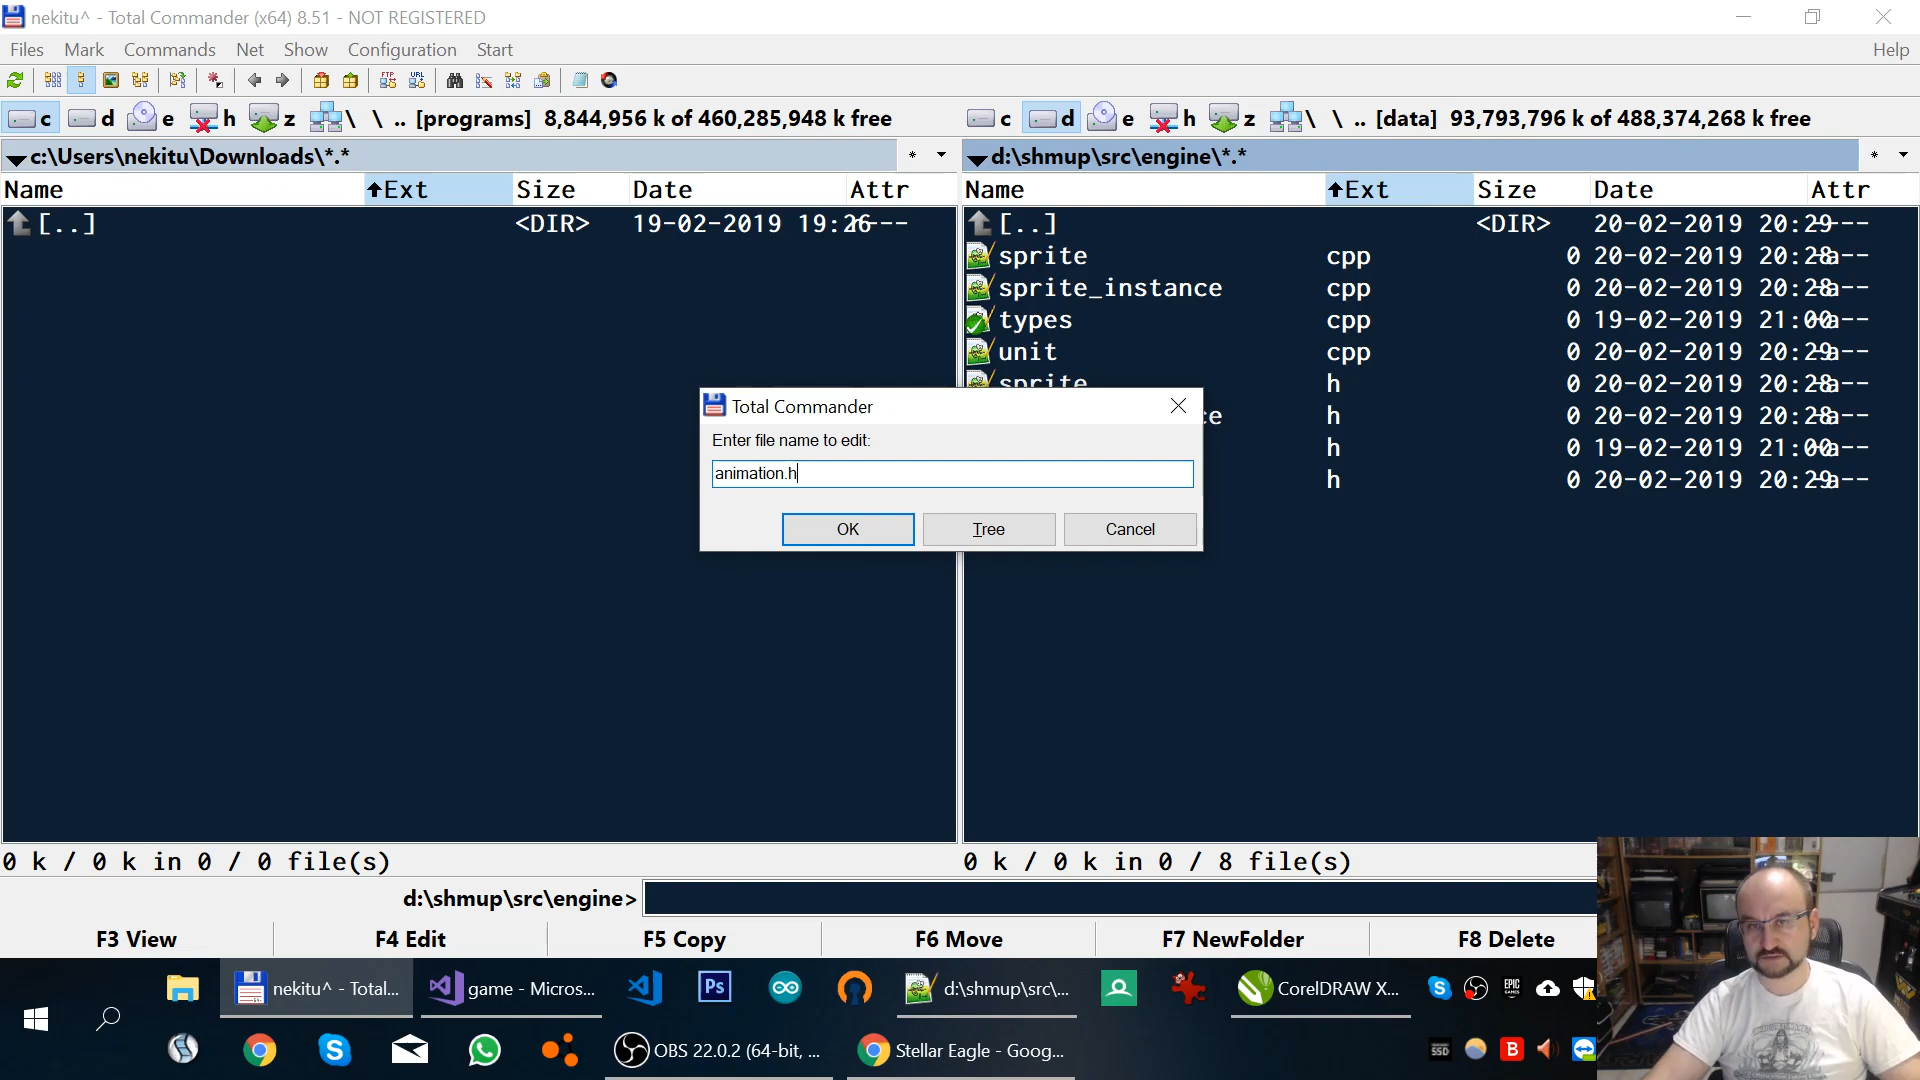 nekitu^ - Total Commander (x64) 8.51 - NOT REGISTERED
Files Mark Commands Net Show Configuration Start Help
c d e h z \ \ .. [programs] 8,844,956 k of 460,285,948 k free
c d e h z \ \ .. [data] 93,793,796 k of 488,374,268 k free
c:\Users\nekitu\Downloads\*.* * 
d:\shmup\src\engine\*.* *
Name Ext Size Date Attr
Name Ext Size Date Attr
[..] <DIR> 19-02-2019 19:26 r---
[..] <DIR> 20-02-2019 20:29 ----
sprite cpp 0 20-02-2019 20:28 -a--
sprite_instance cpp 0 20-02-2019 20:28 -a--
types cpp 0 19-02-2019 21:00 -a--
unit cpp 0 20-02-2019 20:29 -a--
sprite h 0 20-02-2019 20:28 -a--
ce h 0 20-02-2019 20:28 -a--
h 0 19-02-2019 21:00 -a--
h 0 20-02-2019 20:29 -a--
Total Commander
Enter file name to edit:
animation.h
OK Tree Cancel
0 k / 0 k in 0 / 0 file(s)
0 k / 0 k in 0 / 8 file(s)
d:\shmup\src\engine>
F3 View F4 Edit F5 Copy F6 Move F7 NewFolder F8 Delete
nekitu^ - Total... game - Micros... Ps d:\shmup\src\... CorelDRAW X... EPIC GAMES
OBS 22.0.2 (64-bit, ... Stellar Eagle - Goog... SSD B